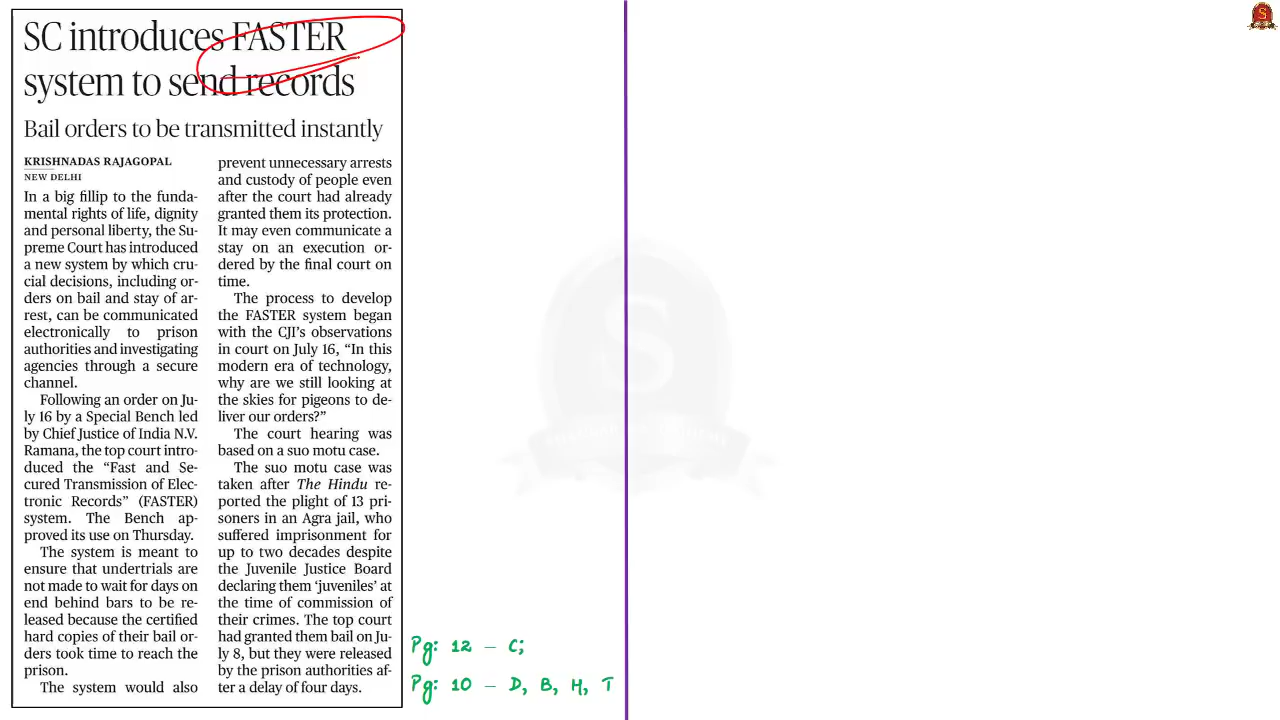 SC introduces FASTER
system to send records
Bail orders to be transmitted instantly
KRISHNADAS RAJAGOPAL
NEW DELHI
In a big fillip to the funda-
mental rights of life, dignity
and personal liberty, the Su-
preme Court has introduced
a new system by which cru-
cial decisions, including or-
ders on bail and stay of ar-
rest, can be communicated
electronically to prison
authorities and investigating
agencies through a secure
channel.
Following an order on Ju-
ly 16 by a Special Bench led
by Chief Justice of India N.V.
Ramana, the top court intro-
duced the “Fast and Se-
cured Transmission of Elec-
tronic Records” (FASTER)
system. The Bench ap-
proved its use on Thursday.
The system is meant to
ensure that undertrials are
not made to wait for days on
end behind bars to be re-
leased because the certified
hard copies of their bail or-
ders took time to reach the
prison.
The system would also
prevent unnecessary arrests
and custody of people even
after the court had already
granted them its protection.
It may even communicate a
stay on an execution or-
dered by the final court on
time.
The process to develop
the FASTER system began
with the CJI’s observations
in court on July 16, “In this
modern era of technology,
why are we still looking at
the skies for pigeons to de-
liver our orders?”
The court hearing was
based on a suo motu case.
The suo motu case was
taken after The Hindu re-
ported the plight of 13 pri-
soners in an Agra jail, who
suffered imprisonment for
up to two decades despite
the Juvenile Justice Board
declaring them ‘juveniles’ at
the time of commission of
their crimes. The top court
had granted them bail on Ju-
ly 8, but they were released
by the prison authorities af-
ter a delay of four days.
Pg: 12 – C;
Pg: 10 – D, B, H, T
S